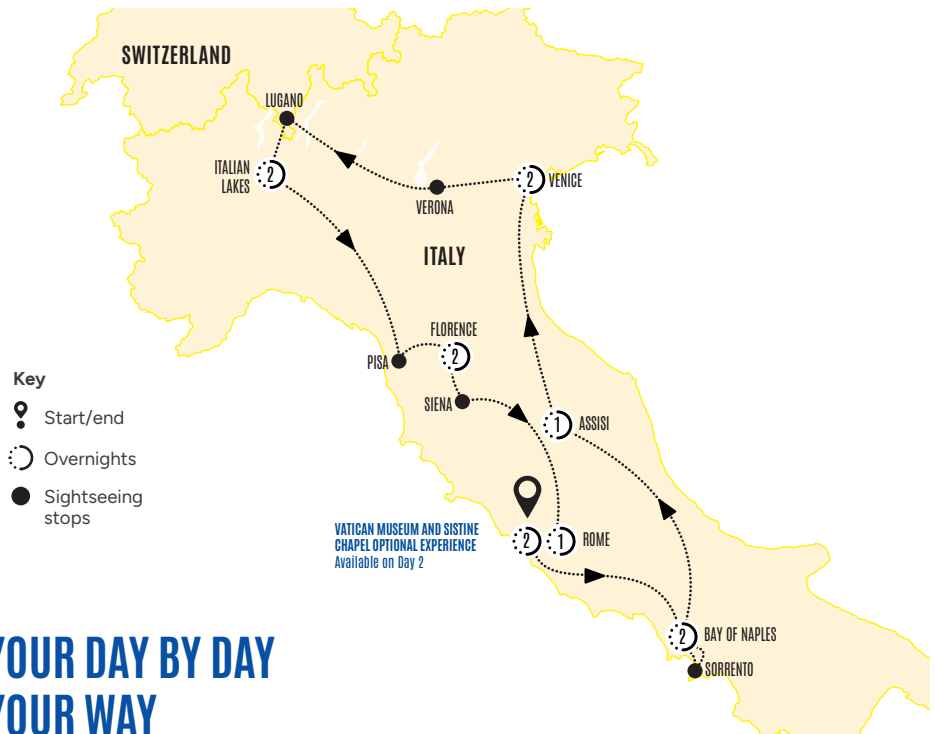 SWITZERLAND
LUGANO
ITALIAN
LAKES
2
VERONA
2
VENICE
ITALY
FLORENCE
2
PISA
SIENA
1
ASSISI
Key
Start/end
Overnights
Sightseeing
stops
VATICAN MUSEUM AND SISTINE
CHAPEL OPTIONAL EXPERIENCE
Available on Day 2
2
1
ROME
2
BAY OF NAPLES
SORRENTO
YOUR DAY BY DAY
YOUR WAY